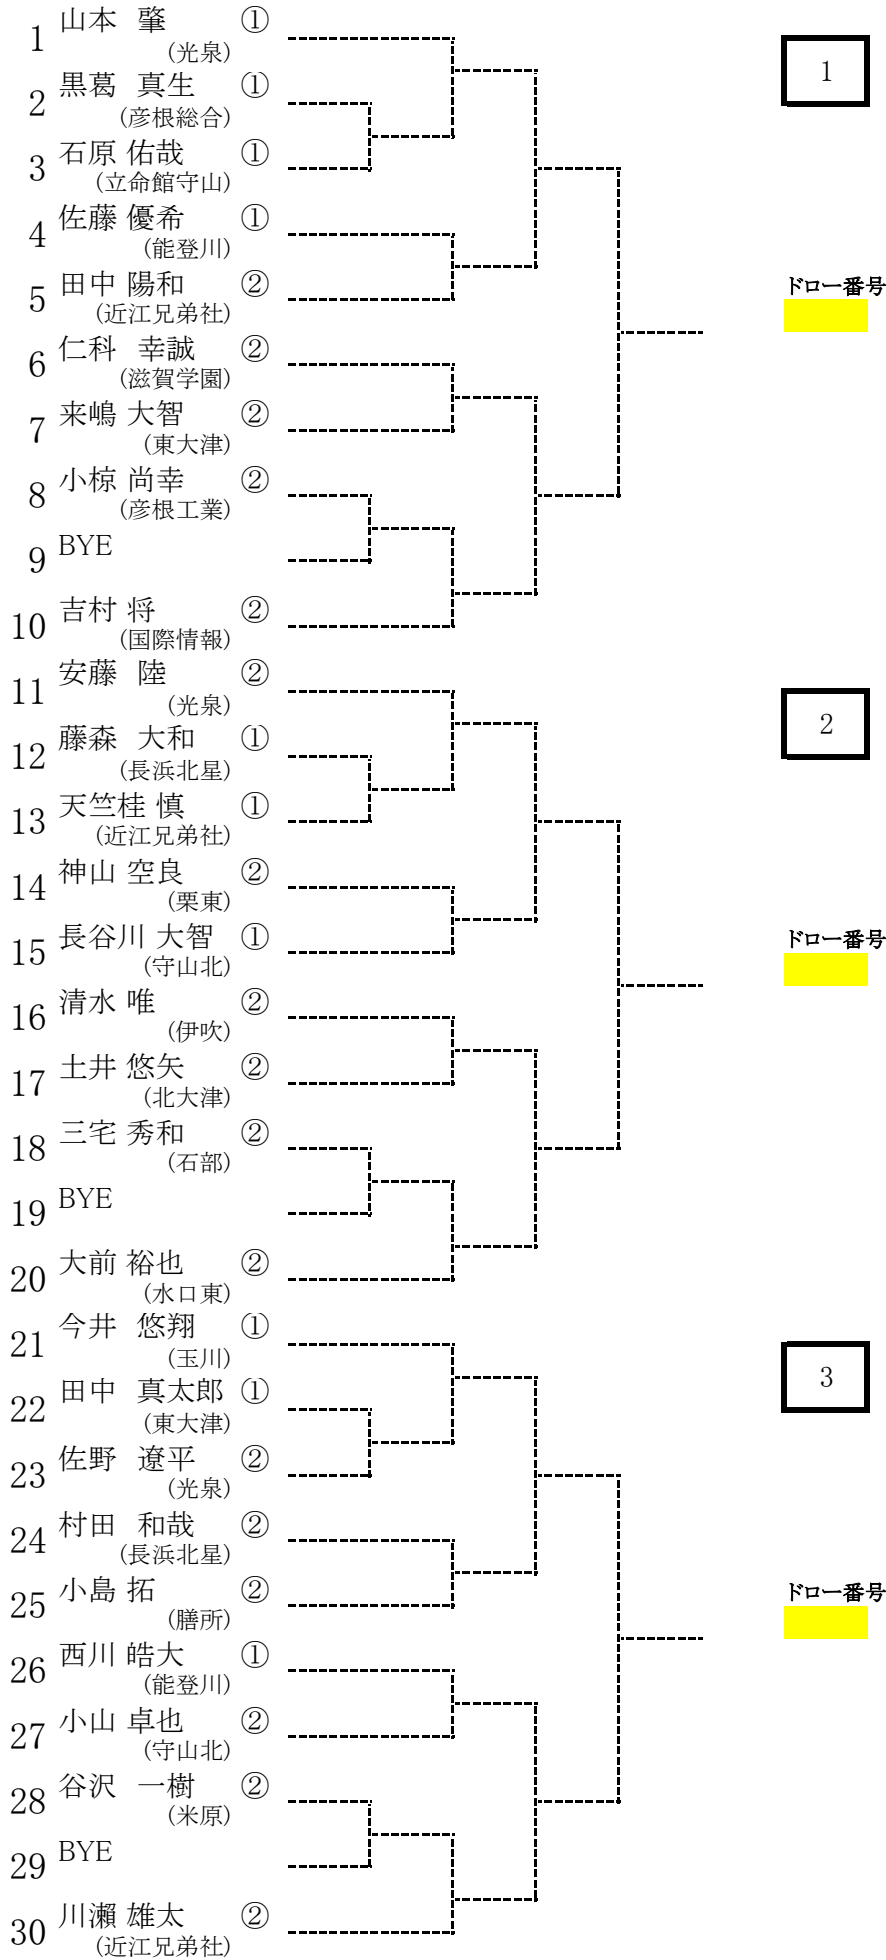 1 山本 肇 ①
(光泉)
2 黒葛 真生 ①
(彦根総合)
3 石原 佑哉 ①
(立命館守山)
4 佐藤 優希 ①
(能登川)
5 田中 陽和 ②
(近江兄弟社)
6 仁科 幸誠 ②
(滋賀学園)
7 来嶋 大智 ②
(東大津)
8 小椋 尚幸 ②
(彦根工業)
9 BYE
10 吉村 将 ②
(国際情報)
1
ドロー番号
11 安藤 陸 ②
(光泉)
12 藤森 大和 ①
(長浜北星)
13 天竺桂 慎 ①
(近江兄弟社)
14 神山 空良 ②
(栗東)
15 長谷川 大智 ①
(守山北)
16 清水 唯 ②
(伊吹)
17 土井 悠矢 ②
(北大津)
18 三宅 秀和 ②
(石部)
19 BYE
20 大前 裕也 ②
(水口東)
2
ドロー番号
21 今井 悠翔 ①
(玉川)
22 田中 真太郎 ①
(東大津)
23 佐野 遼平 ②
(光泉)
24 村田 和哉 ②
(長浜北星)
25 小島 拓 ②
(膳所)
26 西川 皓大 ①
(能登川)
27 小山 卓也 ②
(守山北)
28 谷沢 一樹 ②
(米原)
29 BYE
30 川瀬 雄太 ②
(近江兄弟社)
3
ドロー番号